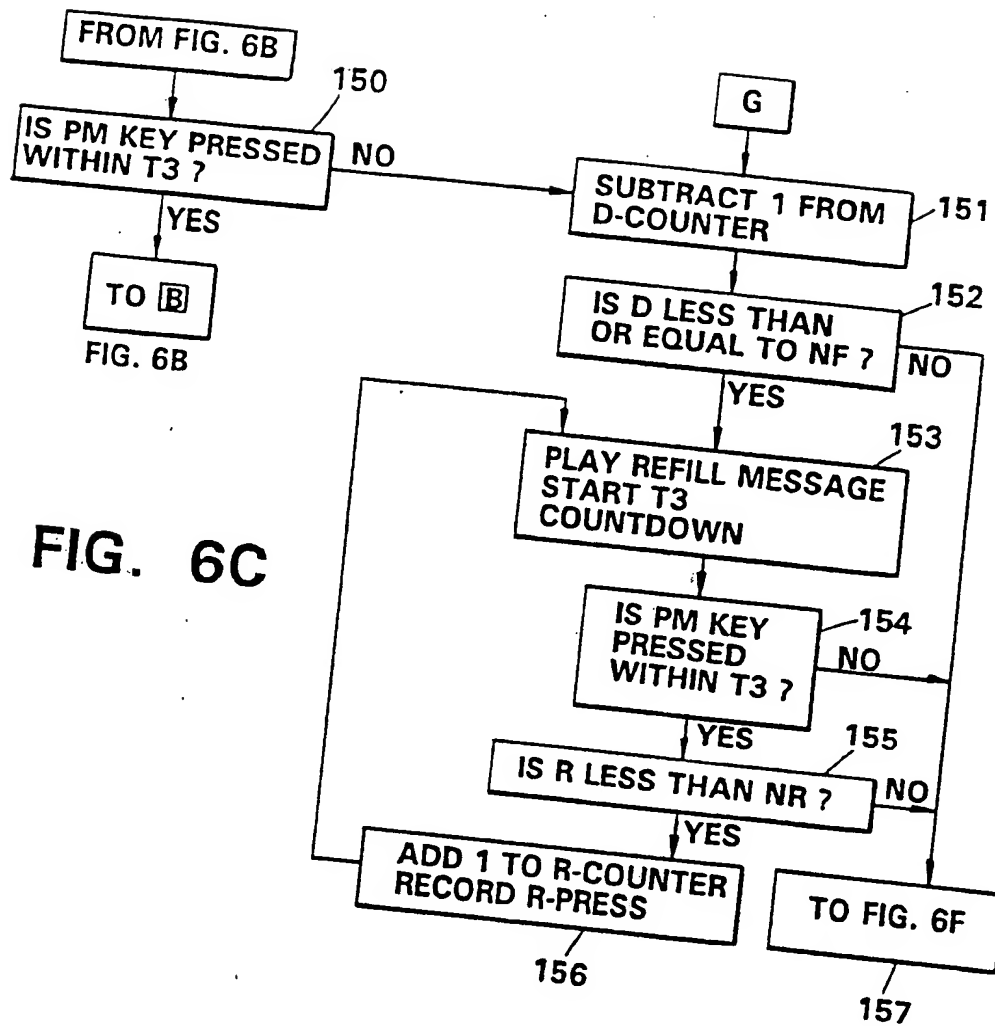 FROM FIG. 6B
150
IS PM KEY PRESSED
WITHIN T3 ?
NO
YES
TO B
FIG. 6B
G
SUBTRACT 1 FROM
D-COUNTER
151
IS D LESS THAN
OR EQUAL TO NF ?
152
NO
YES
153
PLAY REFILL MESSAGE
START T3
COUNTDOWN
FIG. 6C
IS PM KEY
PRESSED
WITHIN T3 ?
154
NO
YES
155
IS R LESS THAN NR ?
NO
YES
ADD 1 TO R-COUNTER
RECORD R-PRESS
156
TO FIG. 6F
157